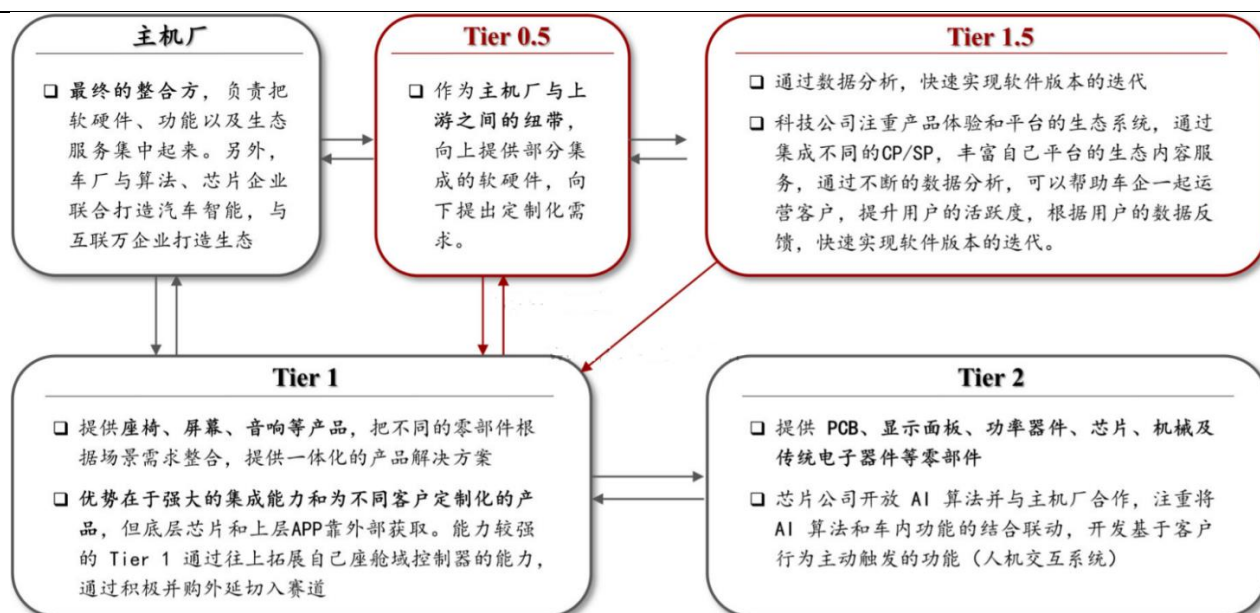 主机厂
❑ 最终的整合方，负责把
软硬件、功能以及生态
服务集中起来。另外，
车厂与算法、芯片企业
联合打造汽车智能，与
互联万企业打造生态
Tier 0.5
❑ 作为主机厂与上
游之间的纽带，
向上提供部分集
成的软硬件，向
下提出定制化需
求。
Tier 1.5
❑ 通过数据分析，快速实现软件版本的迭代
❑ 科技公司注重产品体验和平台的生态系统，通过
集成不同的CP/SP，丰富自己平台的生态内容服
务，通过不断的数据分析，可以帮助车企一起运
营客户，提升用户的活跃度，根据用户的数据反
馈，快速实现软件版本的迭代。
Tier 1
❑ 提供座椅、屏幕、音响等产品，把不同的零部件根
据场景需求整合，提供一体化的产品解决方案
❑ 优势在于强大的集成能力和为不同客户定制化的产
品，但底层芯片和上层APP靠外部获取。能力较强
的 Tier 1 通过往上拓展自己座舱域控制器的能力，
通过积极并购外延切入赛道
Tier 2
❑ 提供 PCB、显示面板、功率器件、芯片、机械及
传统电子器件等零部件
❑ 芯片公司开放 AI 算法并与主机厂合作，注重将
AI 算法和车内功能的结合联动，开发基于客户
行为主动触发的功能（人机交互系统）